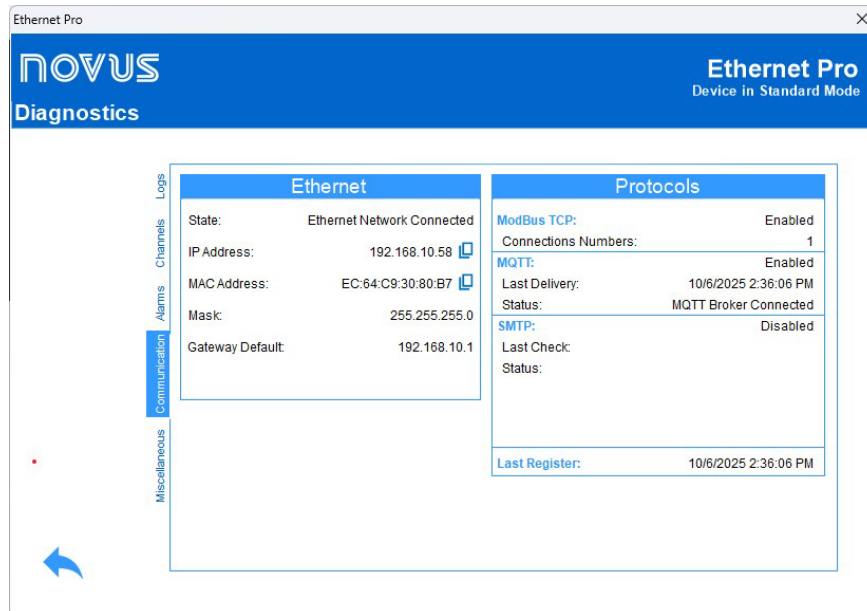 Ethernet Pro
NOVUS
Ethernet Pro
Device in Standard Mode
Diagnostics
Logs
Channels
Alarms
Communication
Miscellaneous
Ethernet
State: Ethernet Network Connected
IP Address: 192.168.10.58
MAC Address: EC:64:C9:30:80:B7
Mask: 255.255.255.0
Gateway Default: 192.168.10.1
Protocols
ModBus TCP: Enabled
Connections Numbers: 1
MQTT: Enabled
Last Delivery: 10/6/2025 2:36:06 PM
Status: MQTT Broker Connected
SMTP: Disabled
Last Check:
Status:
Last Register: 10/6/2025 2:36:06 PM